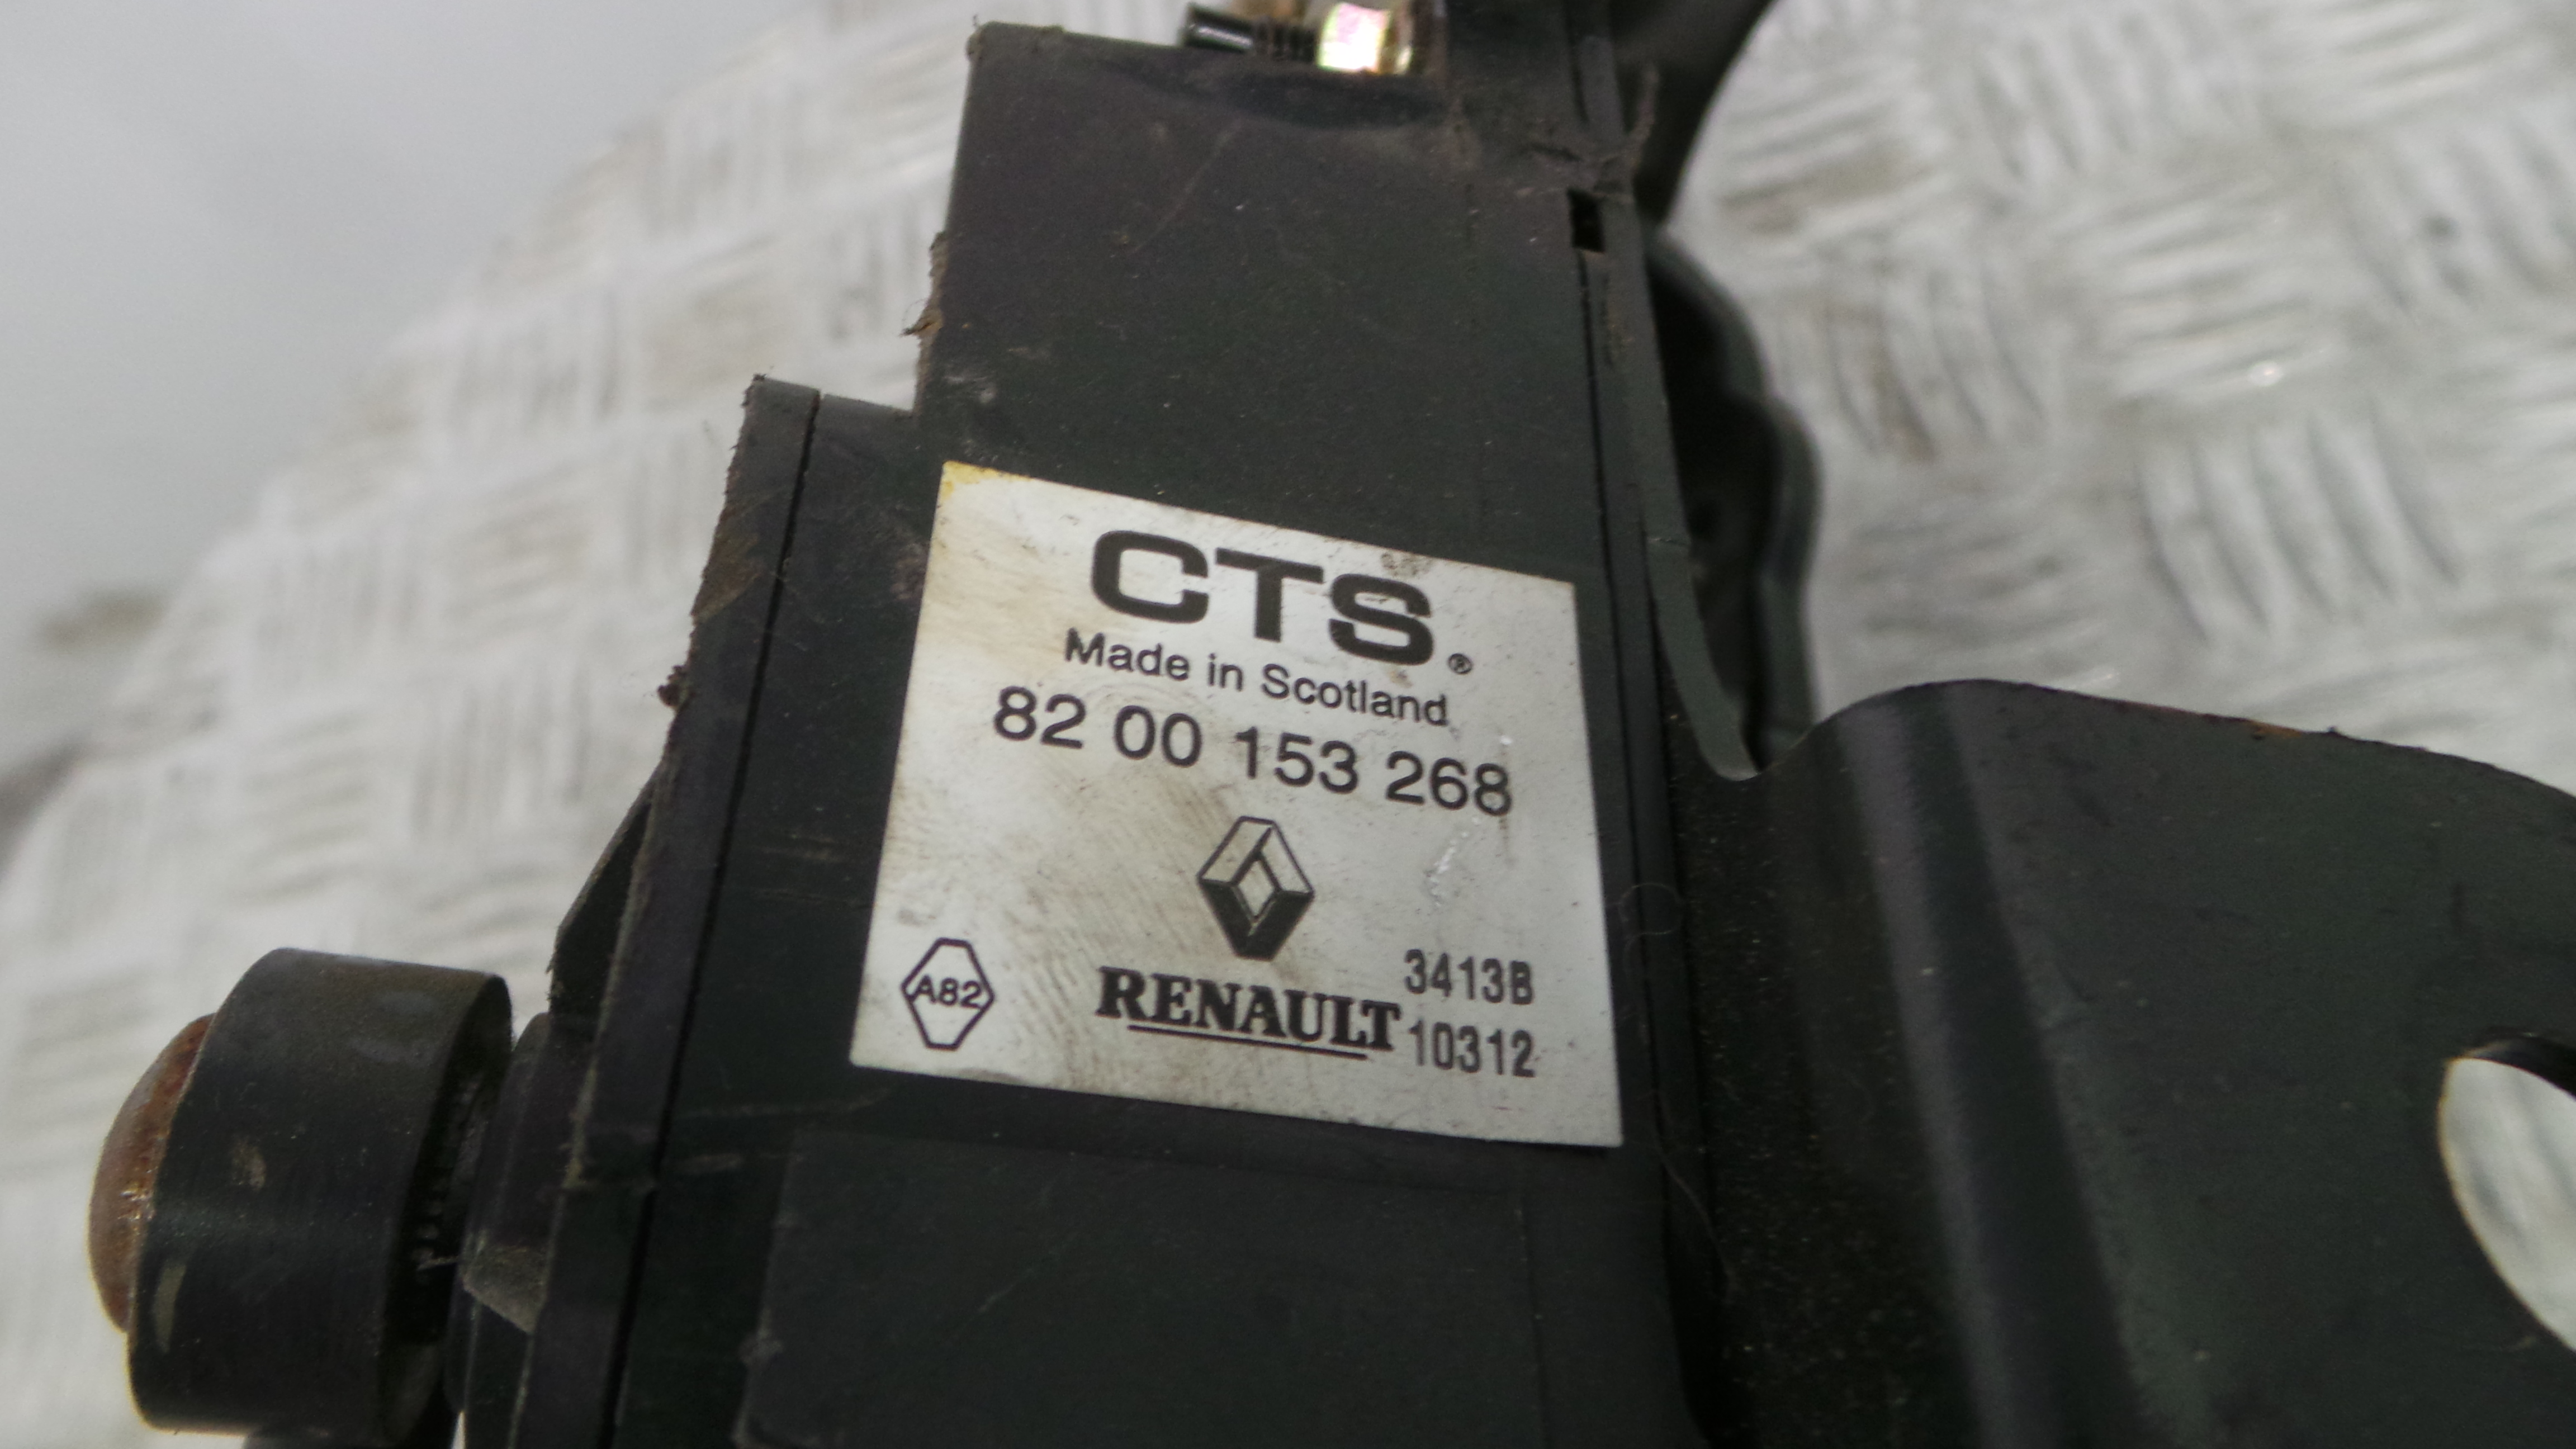 CTS®
Made in Scotland
82 00 153 268
A82
RENAULT
3413B
10312